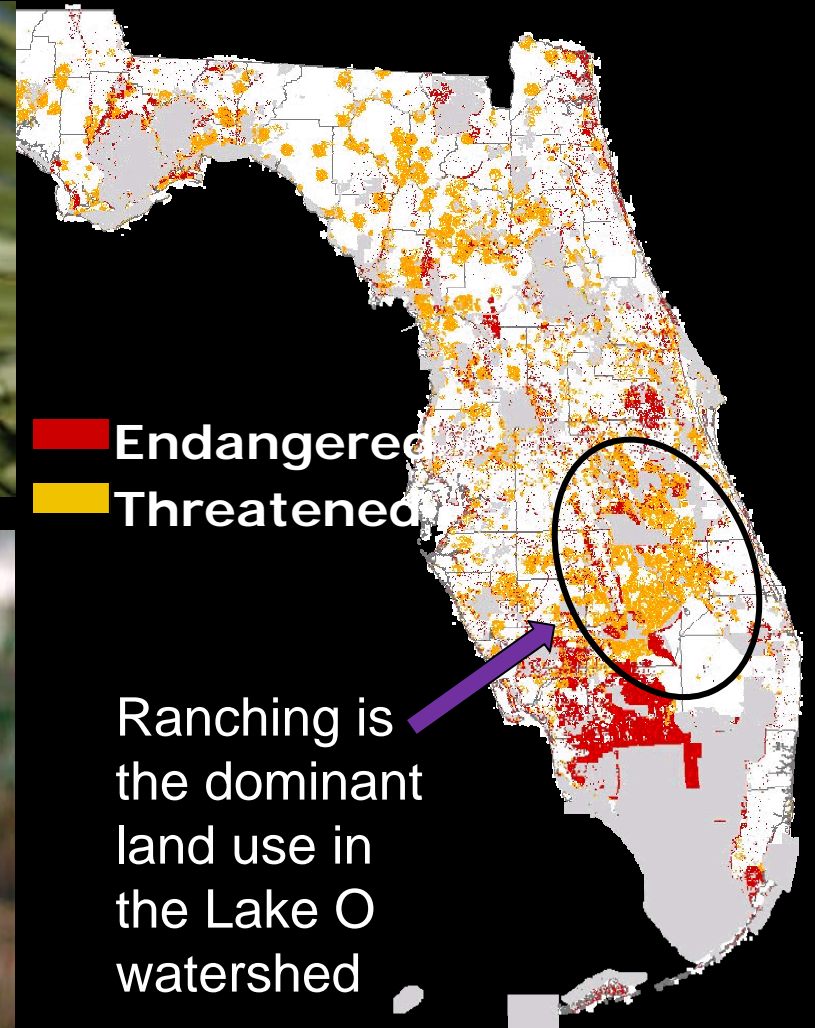 Endangered
Threatened
Ranching is
the dominant
land use in
the Lake O
watershed